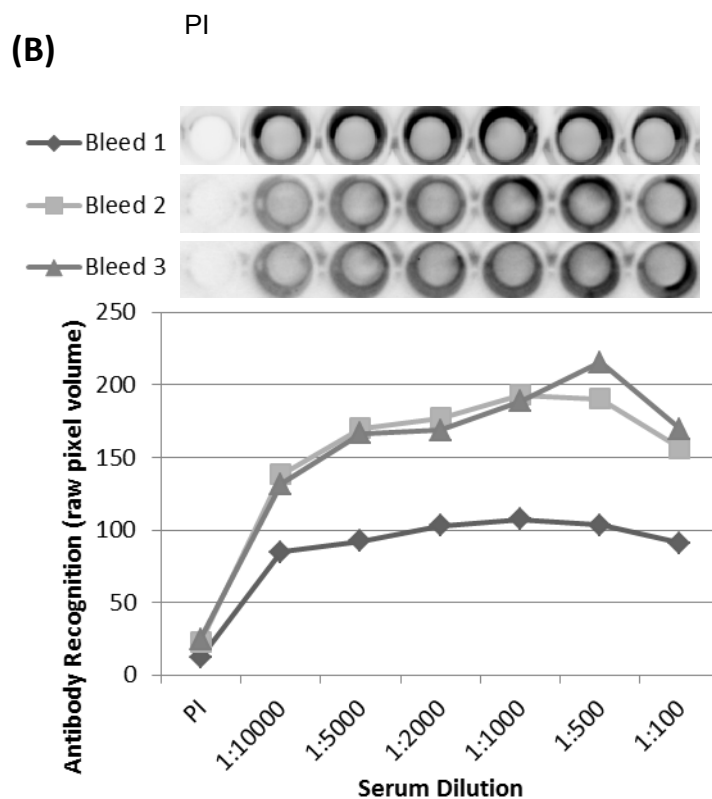 PI
(B)
Bleed 1
Bleed 2
Bleed 3
250
200
150
100
50
0
Antibody Recognition (raw pixel volume)
PI
1:10000
1:5000
1:2000
1:1000
1:500
1:100
Serum Dilution